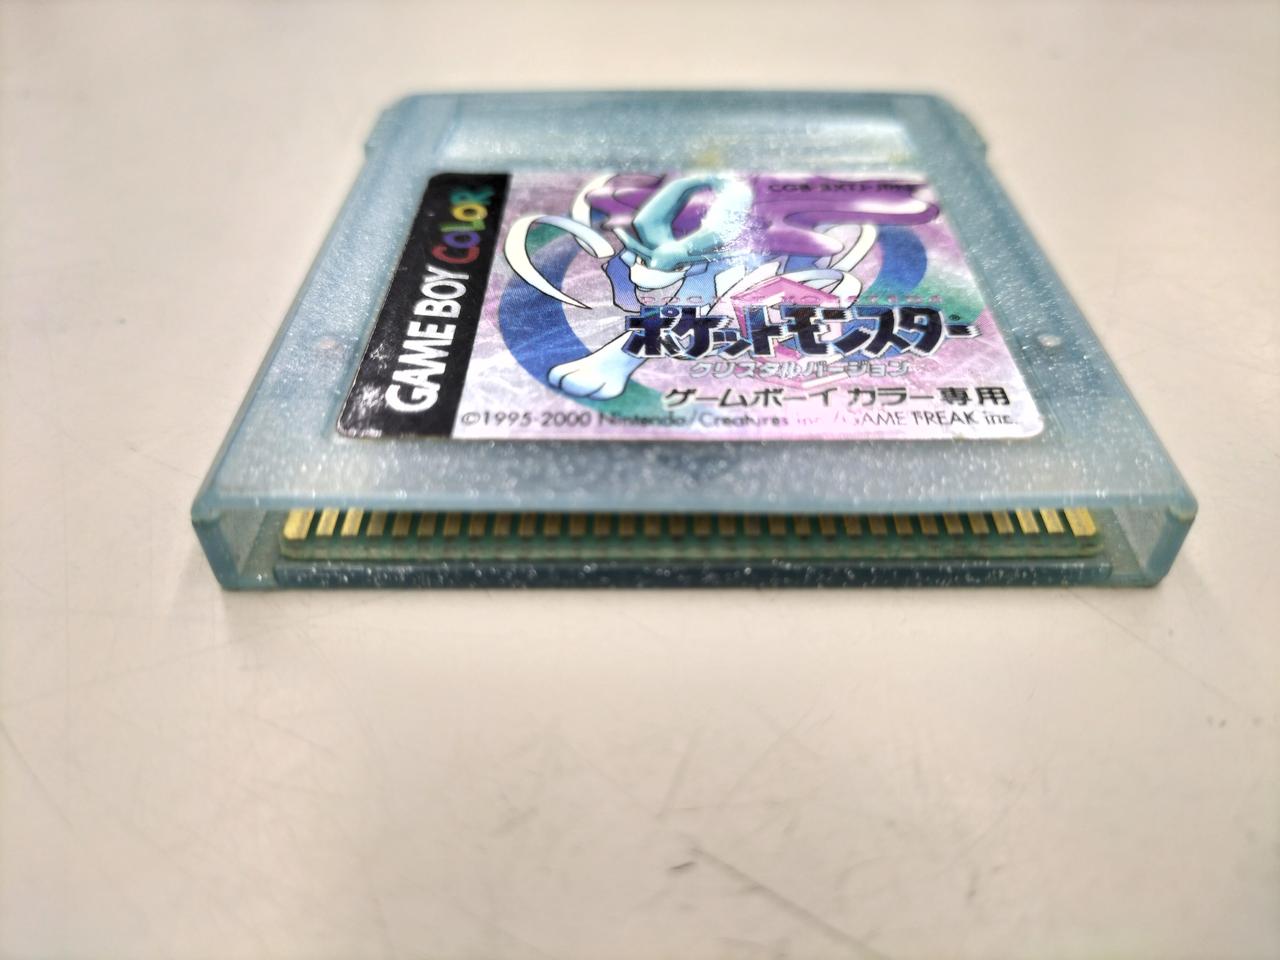 GAME BOY COLOR
ポケットモンスター
クリスタルバージョン
ゲームボーイ カラー専用
©1995-2000 Nintendo/Creatures inc./GAME FREAK inc.